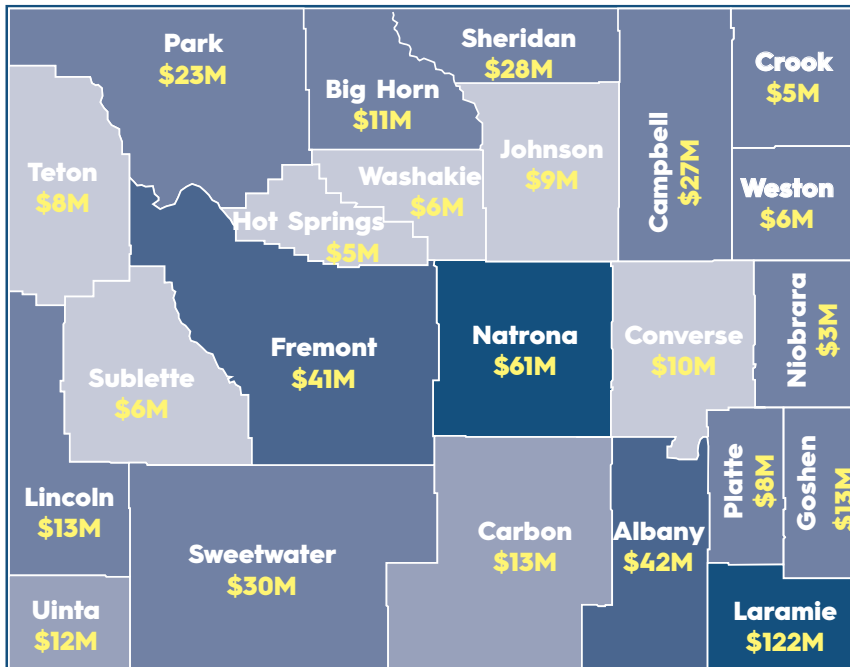 Park
$23M
Big Horn
$11M
Sheridan
$28M
Campbell
$27M
Crook
$5M
Teton
$8M
Hot Springs
$5M
Washakie
$6M
Johnson
$9M
Weston
$6M
Sublette
$6M
Fremont
$41M
Natrona
$61M
Converse
$10M
Niobrara
$3M
Lincoln
$13M
Sweetwater
$30M
Carbon
$13M
Albany
$42M
Platte
$8M
Goshen
$13M
Uinta
$12M
Laramie
$122M